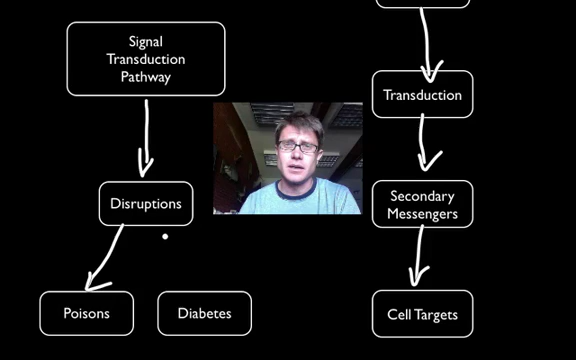 Signal
Transduction
Pathway
Disruptions
Poisons
Diabetes
Transduction
Secondary
Messengers
Cell Targets